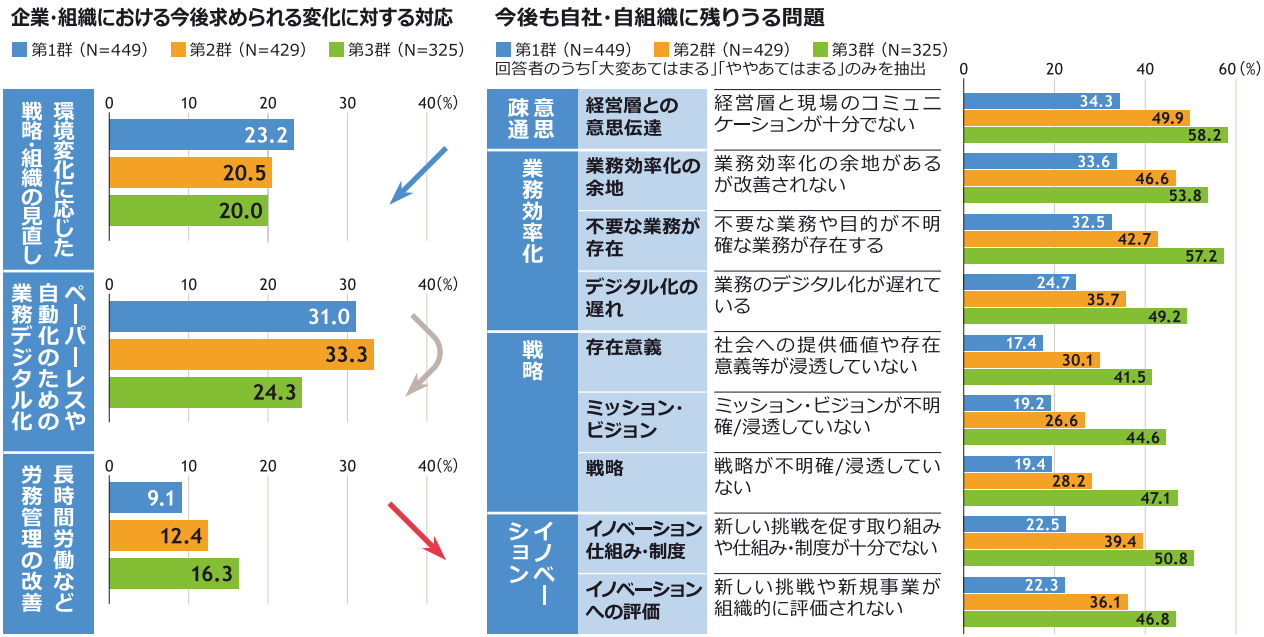 企業・組織における今後求められる変化に対する対応
第1群（N=449） 第2群（N=429） 第3群（N=325）
環境変化に応じた
戦略・組織の見直し
0 10 20 30 40(%)
23.2
20.5
20.0
ペーパーレスや
自動化のための
業務デジタル化
0 10 20 30 40(%)
31.0
33.3
24.3
長時間労働など
労務管理の改善
0 10 20 30 40(%)
9.1
12.4
16.3
今後も自社・自組織に残りうる問題
第1群（N=449） 第2群（N=429） 第3群（N=325）
回答者のうち「大変あてはまる」「ややあてはまる」のみを抽出
0 20 40 60(%)
意思
疎通
経営層との
意思伝達
経営層と現場のコミュニ
ケーションが十分でない
34.3
49.9
58.2
業務効率化
業務効率化の
余地
業務効率化の余地がある
が改善されない
33.6
46.6
53.8
不要な業務が
存在
不要な業務や目的が不明
確な業務が存在する
32.5
42.7
57.2
デジタル化の
遅れ
業務のデジタル化が遅れて
いる
24.7
35.7
49.2
戦略
存在意義
社会への提供価値や存在
意義等が浸透していない
17.4
30.1
41.5
ミッション・
ビジョン
ミッション・ビジョンが不明
確/浸透していない
19.2
26.6
44.6
戦略
戦略が不明確/浸透してい
ない
19.4
28.2
47.1
イノベー
ション
イノベーション
仕組み・制度
新しい挑戦を促す取り組み
や仕組み・制度が十分でない
22.5
39.4
50.8
イノベーション
への評価
新しい挑戦や新規事業が
組織的に評価されない
22.3
36.1
46.8